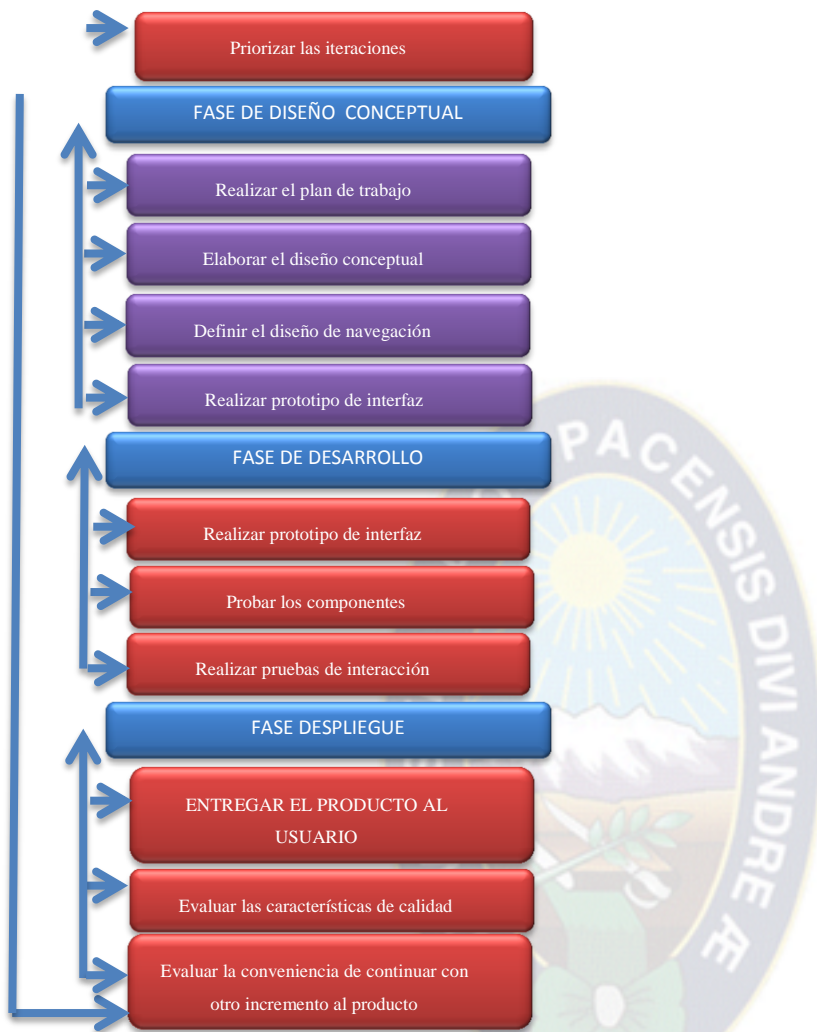 Priorizar las iteraciones
FASE DE DISEÑO CONCEPTUAL
Realizar el plan de trabajo
Elaborar el diseño conceptual
Definir el diseño de navegación
Realizar prototipo de interfaz
FASE DE DESARROLLO
Realizar prototipo de interfaz
Probar los componentes
Realizar pruebas de interacción
FASE DESPLIEGUE
ENTREGAR EL PRODUCTO AL
USUARIO
Evaluar las características de calidad
Evaluar la conveniencia de continuar con
otro incremento al producto
PACENSIS DIVI ANDRE Æ